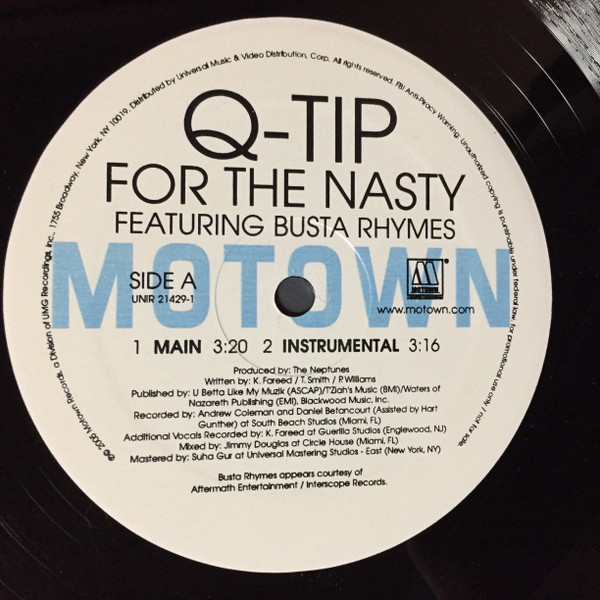 Q-TIP
FOR THE NASTY
FEATURING BUSTA RHYMES
MOTOWN
SIDE A
UNIR 21429-1
M
MOTOWN
www.motown.com
1 MAIN 3:20 2 INSTRUMENTAL 3:16
Produced by: The Neptunes
Written by: K. Fareed / T. Smith / P. Williams
Published by: U Betta Like My Muzik (ASCAP)/T'Ziah's Music (BMI)/Waters of
Nazareth Publishing (EMI), Blackwood Music, Inc.
Recorded by: Andrew Coleman and Daniel Betancourt (Assisted by Hart
Gunther) at South Beach Studios (Miami, FL)
Additional Vocals Recorded by: K. Fareed at Guerilla Studios (Englewood, NJ)
Mixed by: Jimmy Douglas at Circle House (Miami, FL)
Mastered by: Suha Gur at Universal Mastering Studios - East (New York, NY)
Busta Rhymes appears courtesy of
Aftermath Entertainment / Interscope Records.
℗© 2005 Motown Records, a Division of UMG Recordings, Inc., 1755 Broadway, New York, NY 10019. Distributed by Universal Music & Video Distribution, Corp. All rights reserved. FBI Anti-Piracy Warning: Unauthorized copying is punishable under federal law. for promotional use only / not for sale.